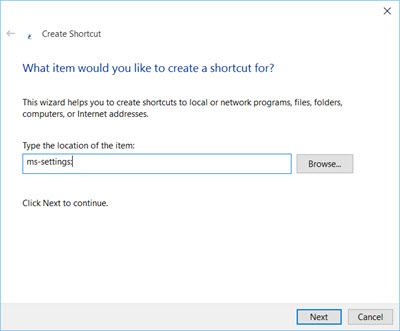 Create Shortcut
What item would you like to create a shortcut for?
This wizard helps you to create shortcuts to local or network programs, files, folders,
computers, or Internet addresses.
Type the location of the item:
ms-settings:
Browse...
Click Next to continue.
Next
Cancel